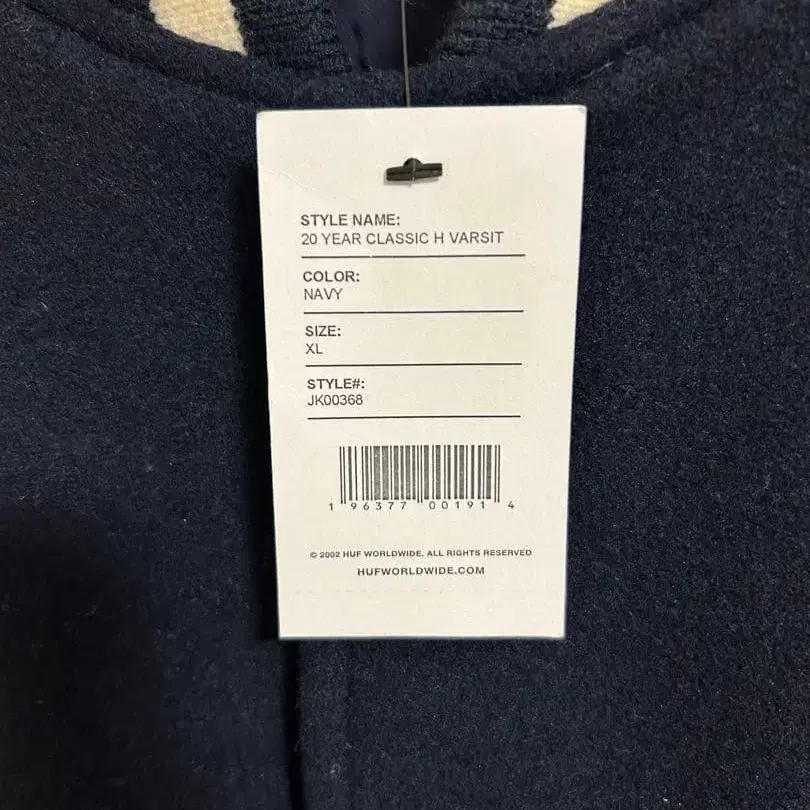 STYLE NAME:
20 YEAR CLASSIC H VARSIT
COLOR:
NAVY
SIZE:
XL
STYLE#:
JK00368
1 96377 00191 4
© 2002 HUF WORLDWIDE, ALL RIGHTS RESERVED
HUFWORLDWIDE.COM